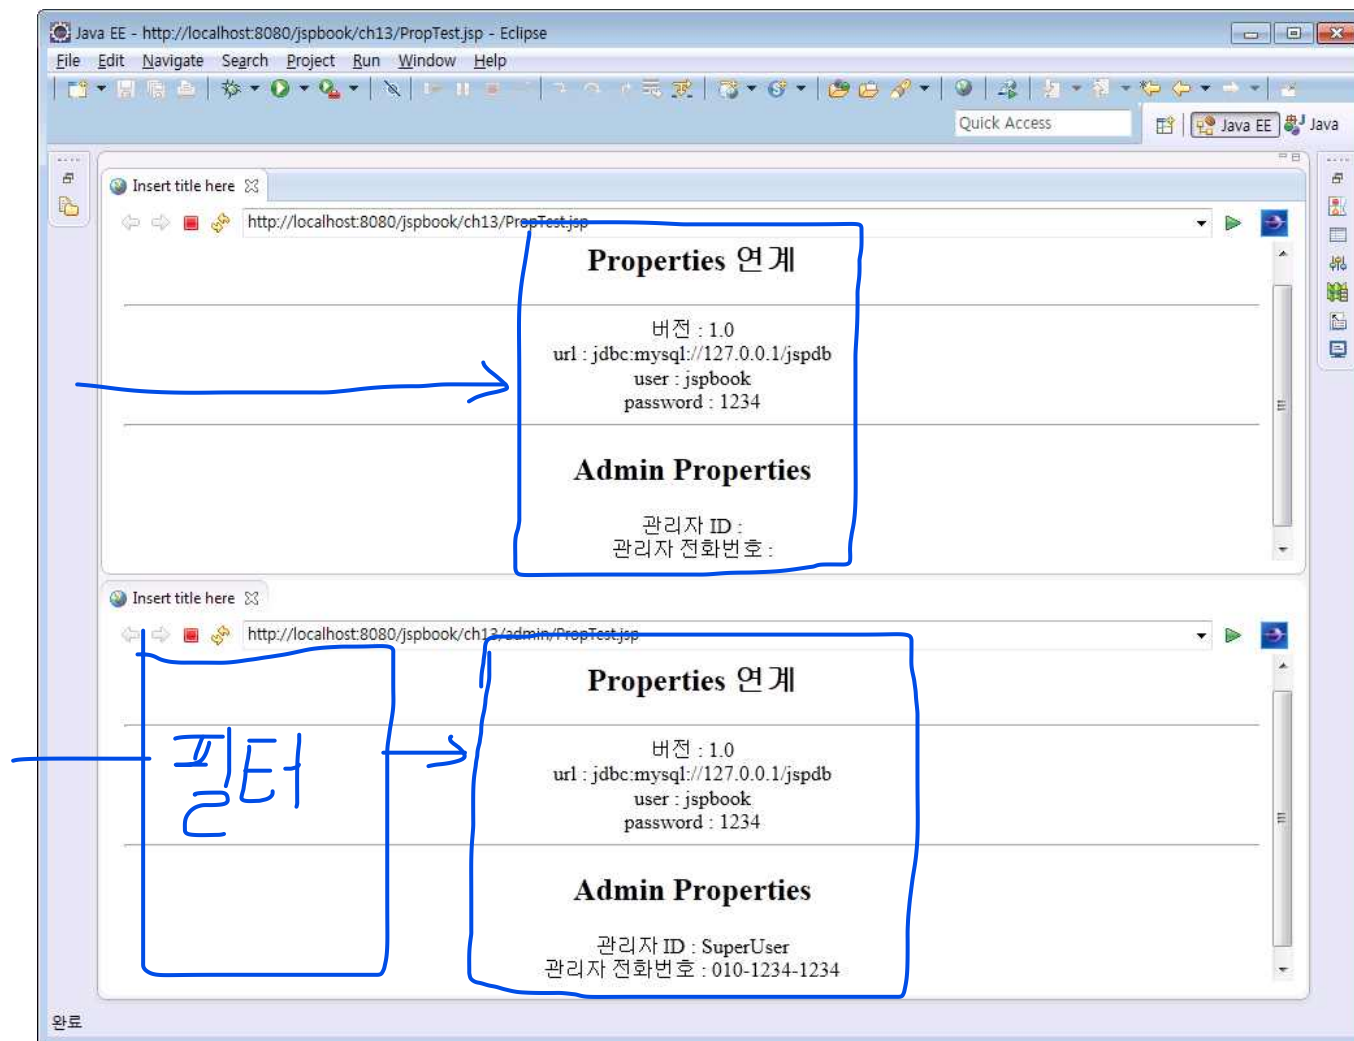 Java EE - http://localhost:8080/jspbook/ch13/PropTest.jsp - Eclipse
File Edit Navigate Search Project Run Window Help
Quick Access Java EE Java
Insert title here
http://localhost:8080/jspbook/ch13/PropTest.jsp
Properties 연계
버전 : 1.0
url : jdbc:mysql://127.0.0.1/jspdb
user : jspbook
password : 1234
Admin Properties
관리자 ID :
관리자 전화번호 :
Insert title here
http://localhost:8080/jspbook/ch13/admin/PropTest.jsp
Properties 연계
필터
버전 : 1.0
url : jdbc:mysql://127.0.0.1/jspdb
user : jspbook
password : 1234
Admin Properties
관리자 ID : SuperUser
관리자 전화번호 : 010-1234-1234
완료